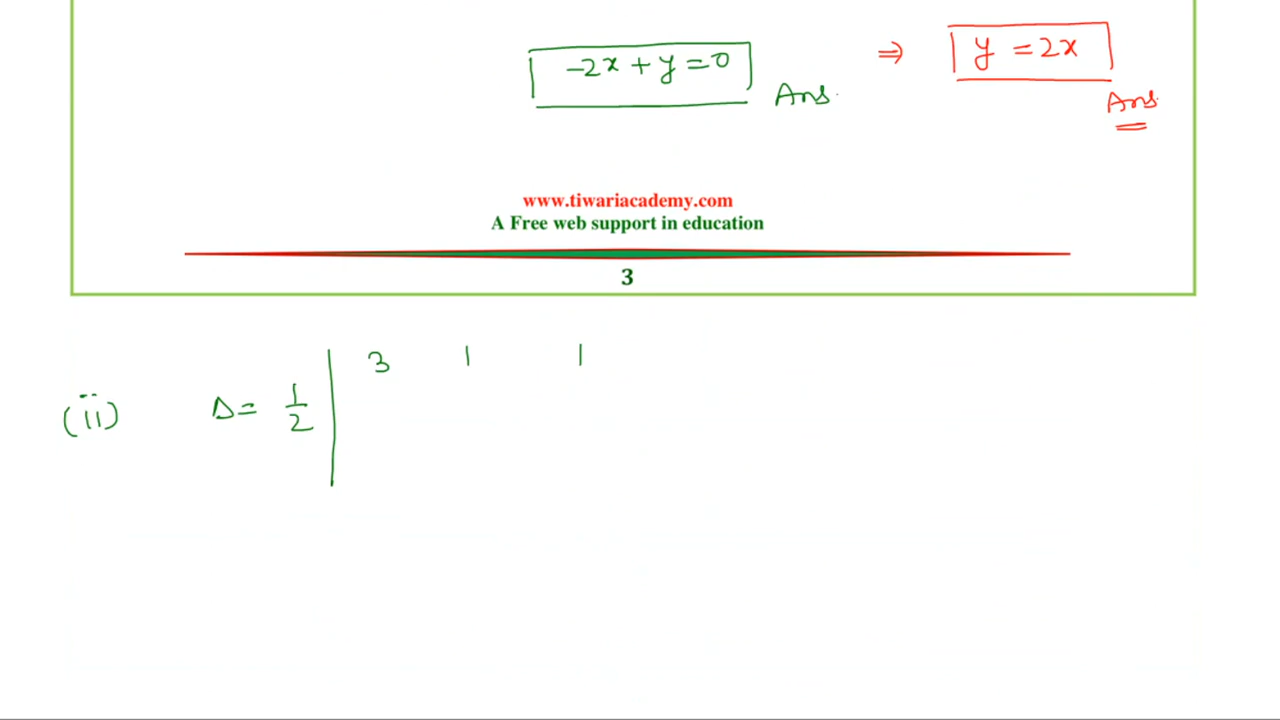 -2x + y = 0 Ans. ⇒ y = 2x Ans.
www.tiwariacademy.com
A Free web support in education
3
(ii) Δ = 1/2 | 3 1 1